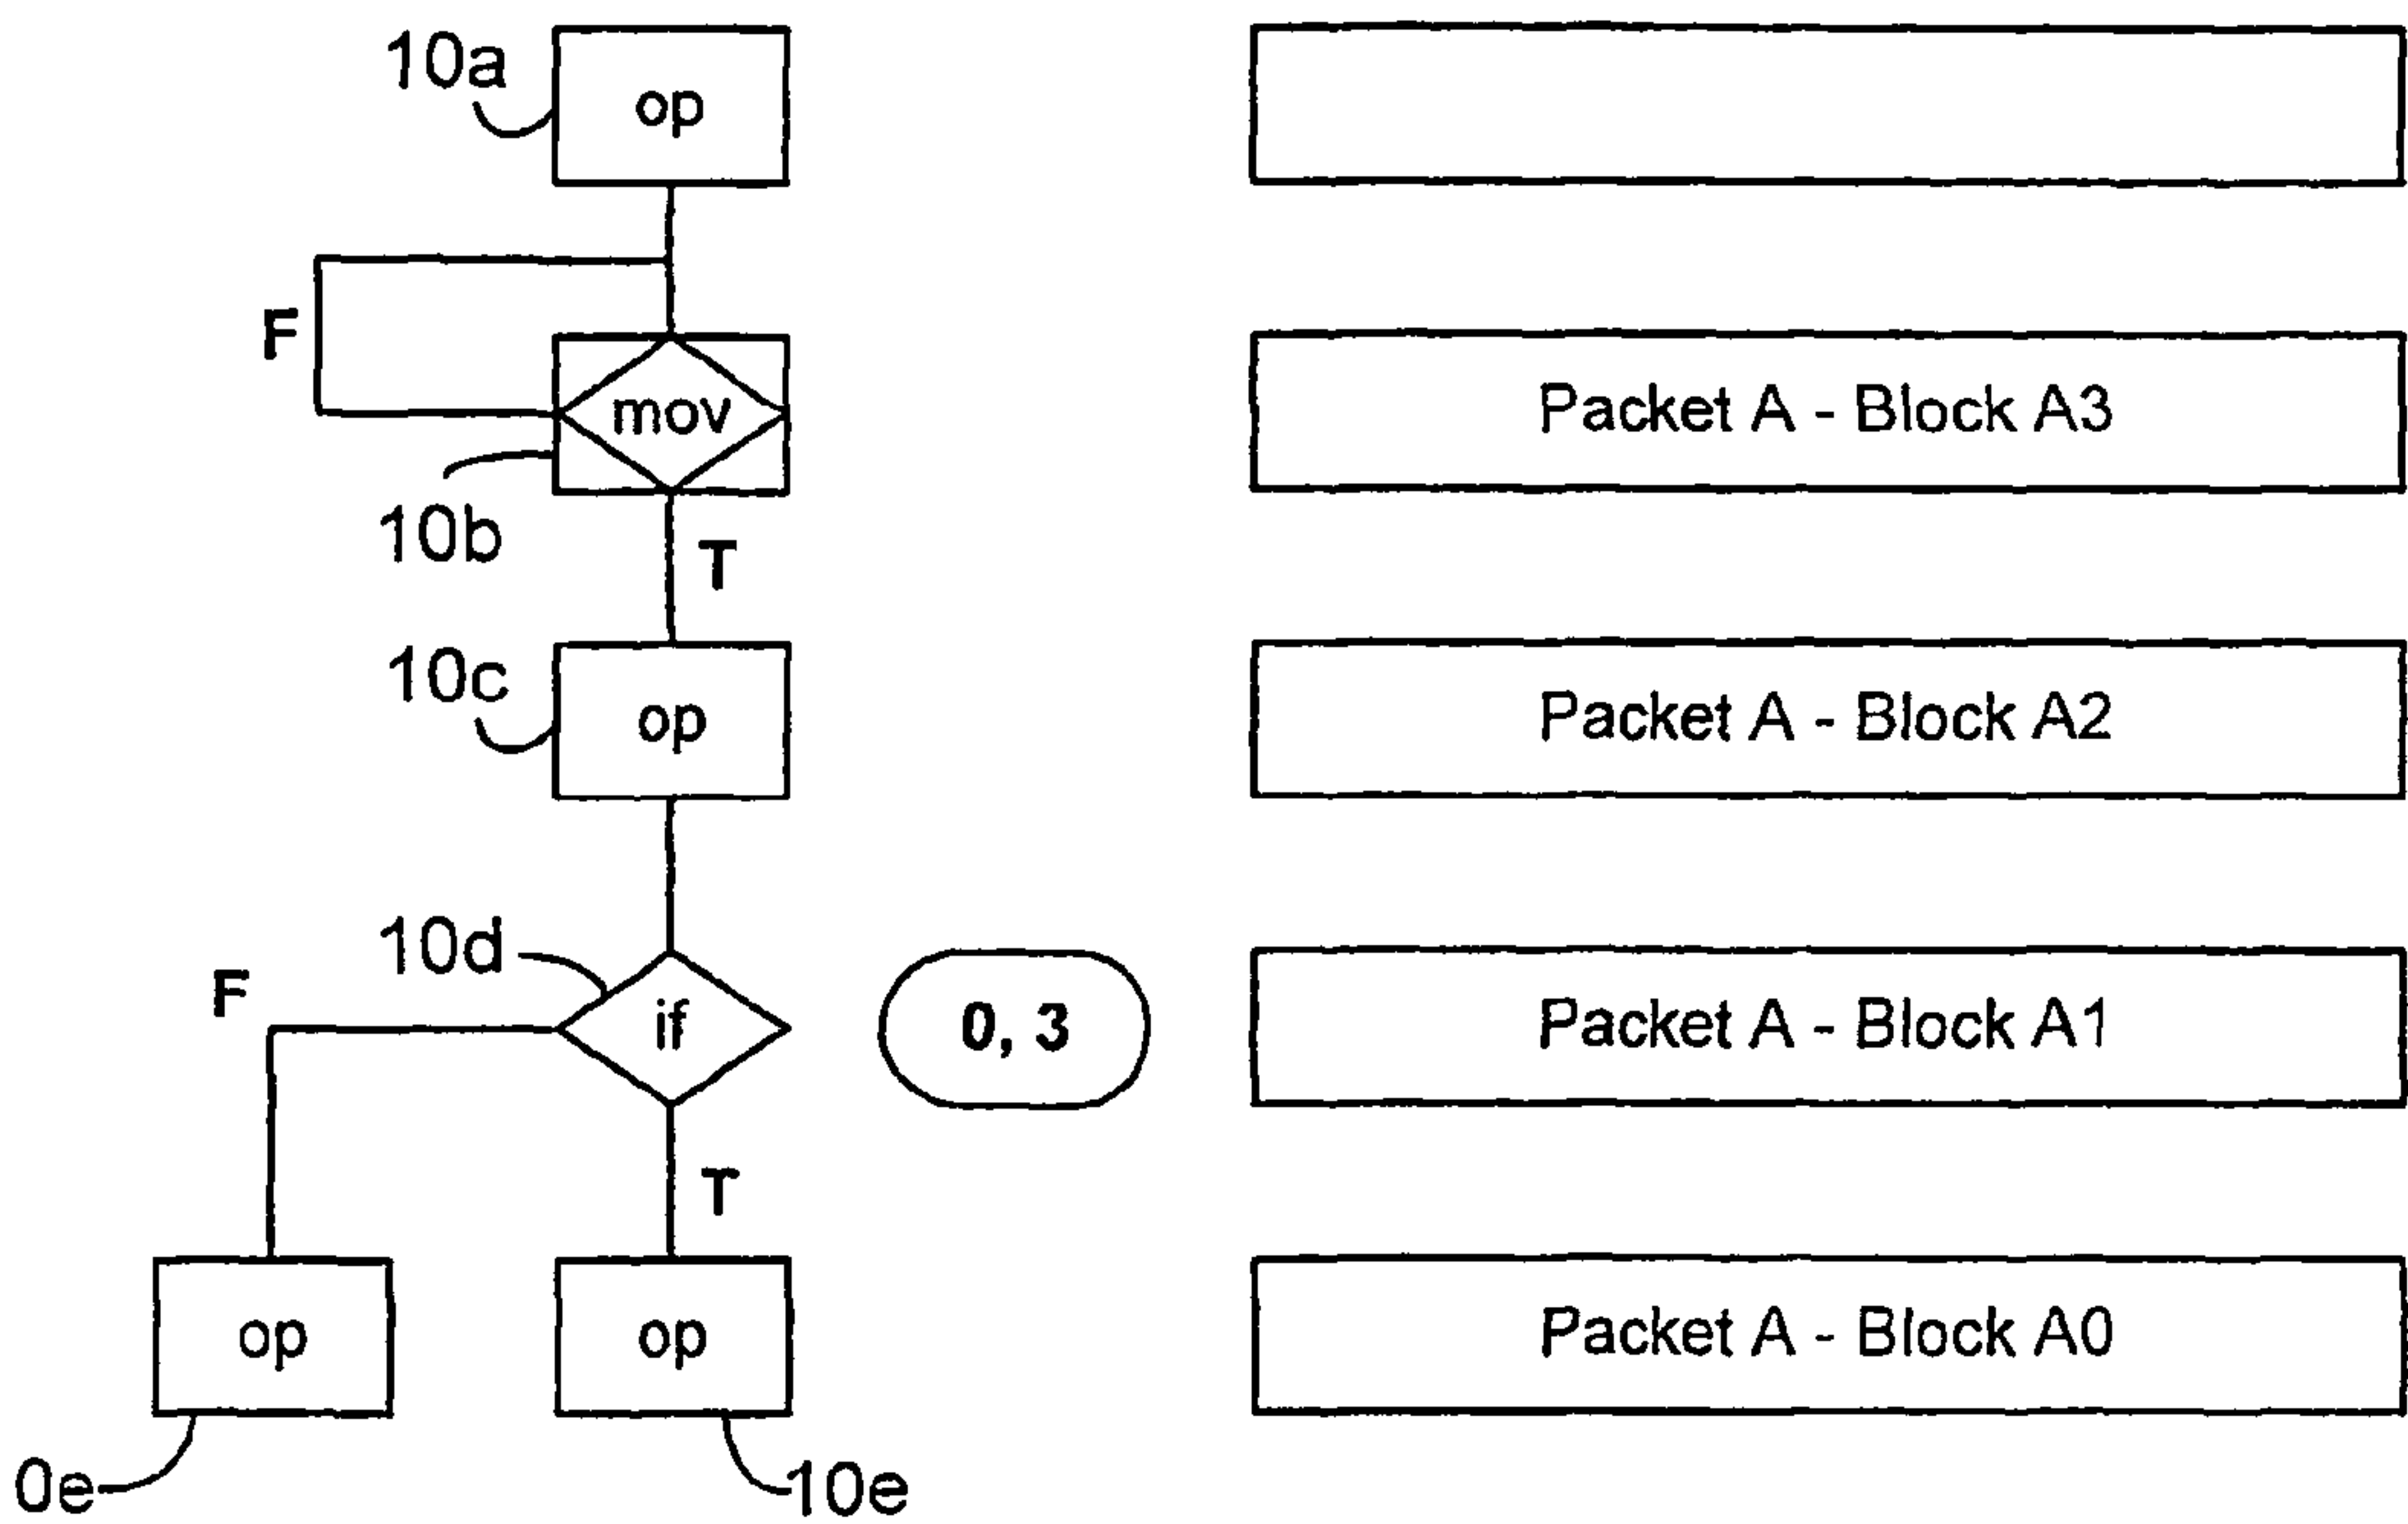 10a
op
F
mov
Packet A - Block A3
10b
T
10c
op
Packet A - Block A2
10d
F
if
0, 3
Packet A - Block A1
T
op
op
Packet A - Block A0
0e
10e